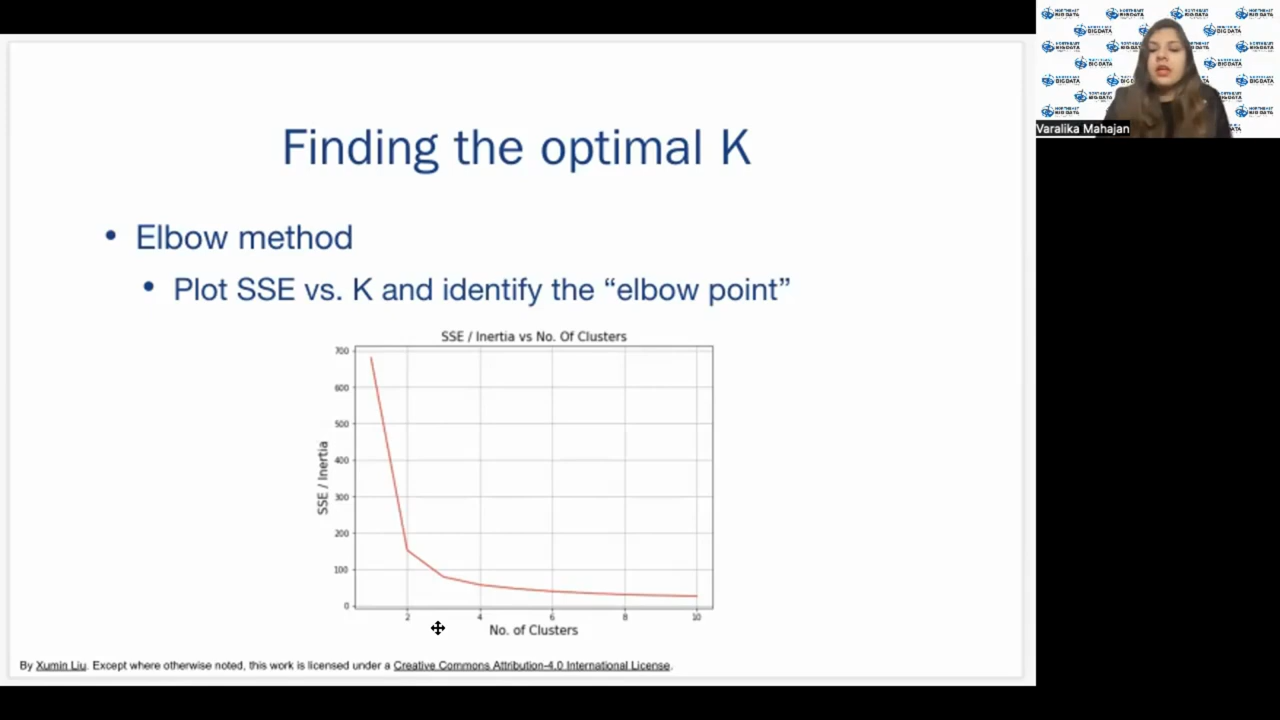 Finding the optimal K
• Elbow method
• Plot SSE vs. K and identify the “elbow point”
SSE / Inertia vs No. Of Clusters
SSE / Inertia
700
600
500
400
300
200
100
0
2 4 6 8 10
No. of Clusters
By Xumin Liu. Except where otherwise noted, this work is licensed under a Creative Commons Attribution-4.0 International License.
NORTHEAST
BIG DATA
Varalika Mahajan